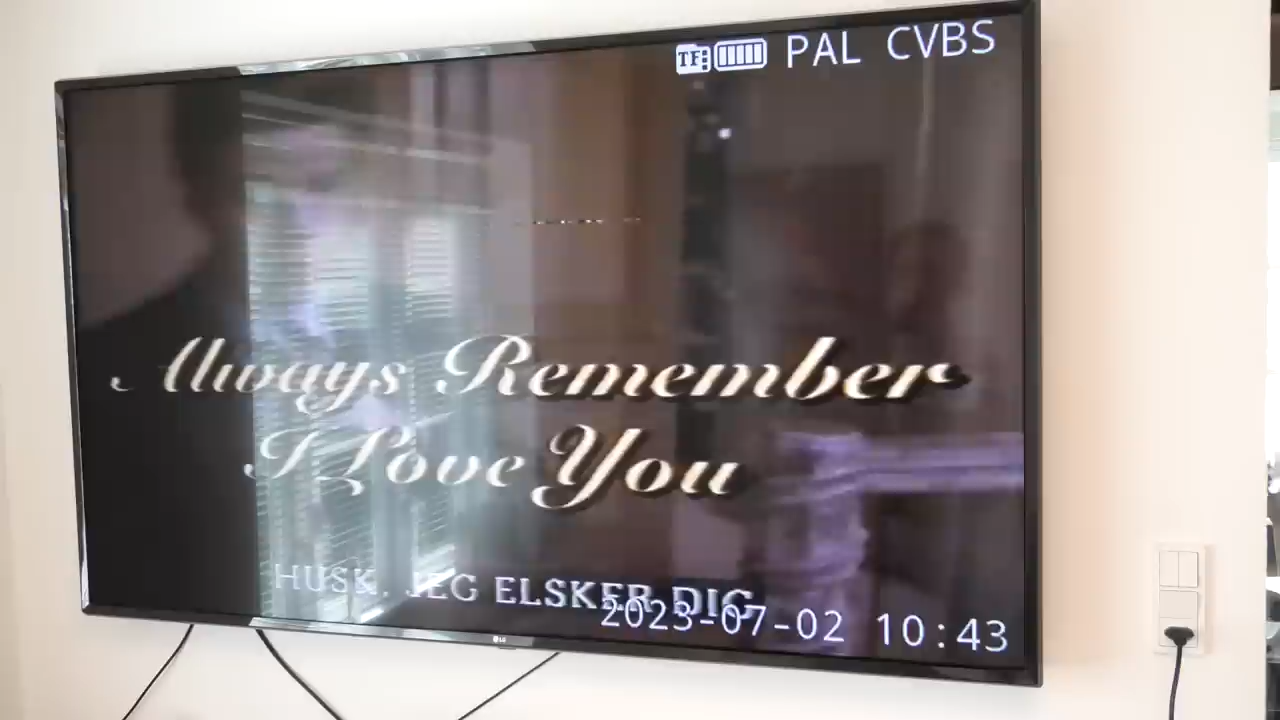 TF PAL CVBS
Always Remember
I Love You
HUSK, JEG ELSKER DIG
2023-07-02 10:43
LG